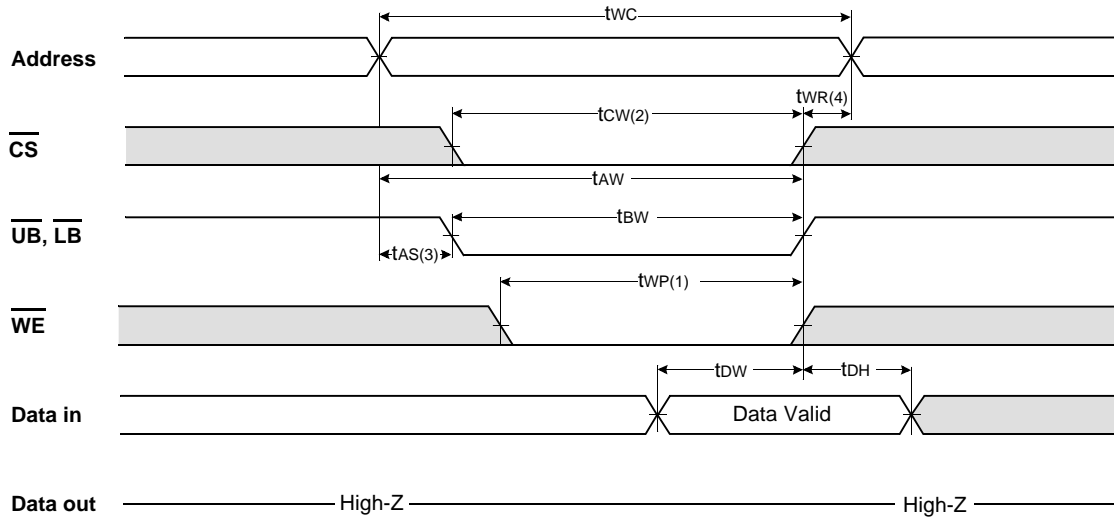 tWC
Address
tCW(2)
tWR(4)
CS
tAW
UB, LB
tBW
tAS(3)
tWP(1)
WE
tDW
tDH
Data in
Data Valid
Data out
High-Z
High-Z